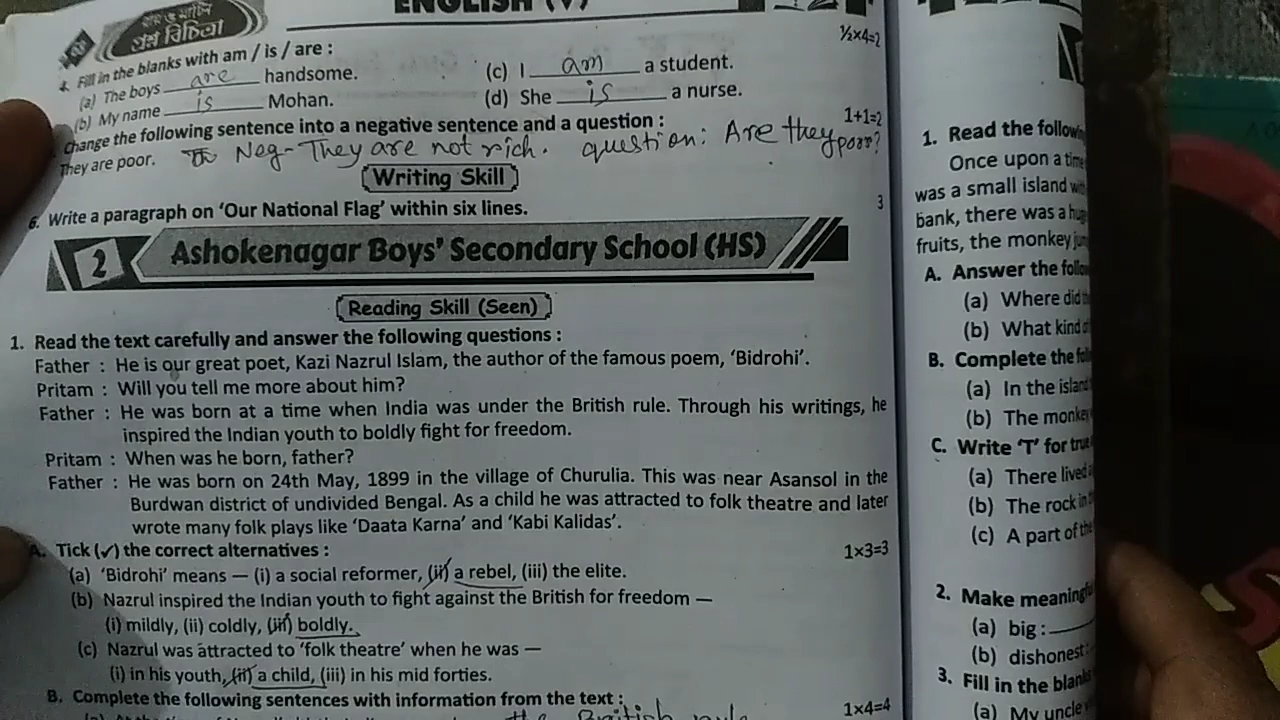 প্রশ্ন বিচিত্রা
ENGLISH (V)
4. Fill in the blanks with am / is / are :
½×4=2
(a) The boys are handsome.
(c) I am a student.
(b) My name is Mohan.
(d) She is a nurse.
Change the following sentence into a negative sentence and a question :
1+1=2
They are poor. Neg- They are not rich. question: Are they poor?
Writing Skill
6. Write a paragraph on ‘Our National Flag’ within six lines.
3
2 Ashokenagar Boys’ Secondary School (HS)
Reading Skill (Seen)
1. Read the text carefully and answer the following questions :
Father : He is our great poet, Kazi Nazrul Islam, the author of the famous poem, ‘Bidrohi’.
Pritam : Will you tell me more about him?
Father : He was born at a time when India was under the British rule. Through his writings, he
inspired the Indian youth to boldly fight for freedom.
Pritam : When was he born, father?
Father : He was born on 24th May, 1899 in the village of Churulia. This was near Asansol in the
Burdwan district of undivided Bengal. As a child he was attracted to folk theatre and later
wrote many folk plays like ‘Daata Karna’ and ‘Kabi Kalidas’.
A. Tick (✓) the correct alternatives :
1×3=3
(a) ‘Bidrohi’ means — (i) a social reformer, (ii) a rebel, (iii) the elite.
(b) Nazrul inspired the Indian youth to fight against the British for freedom —
(i) mildly, (ii) coldly, (iii) boldly.
(c) Nazrul was attracted to ‘folk theatre’ when he was —
(i) in his youth, (ii) a child, (iii) in his mid forties.
B. Complete the following sentences with information from the text :
1×4=4
the British rule
1. Read the following
Once upon a time
was a small island
bank, there was a
fruits, the monkey
A. Answer the
(a) Where did
(b) What kind
B. Complete the
(a) In the island
(b) The monkey
C. Write ‘T’ for true
(a) There lived
(b) The rock in
(c) A part of the
2. Make meaningful
(a) big :
(b) dishonest :
3. Fill in the blanks
(a) My uncle